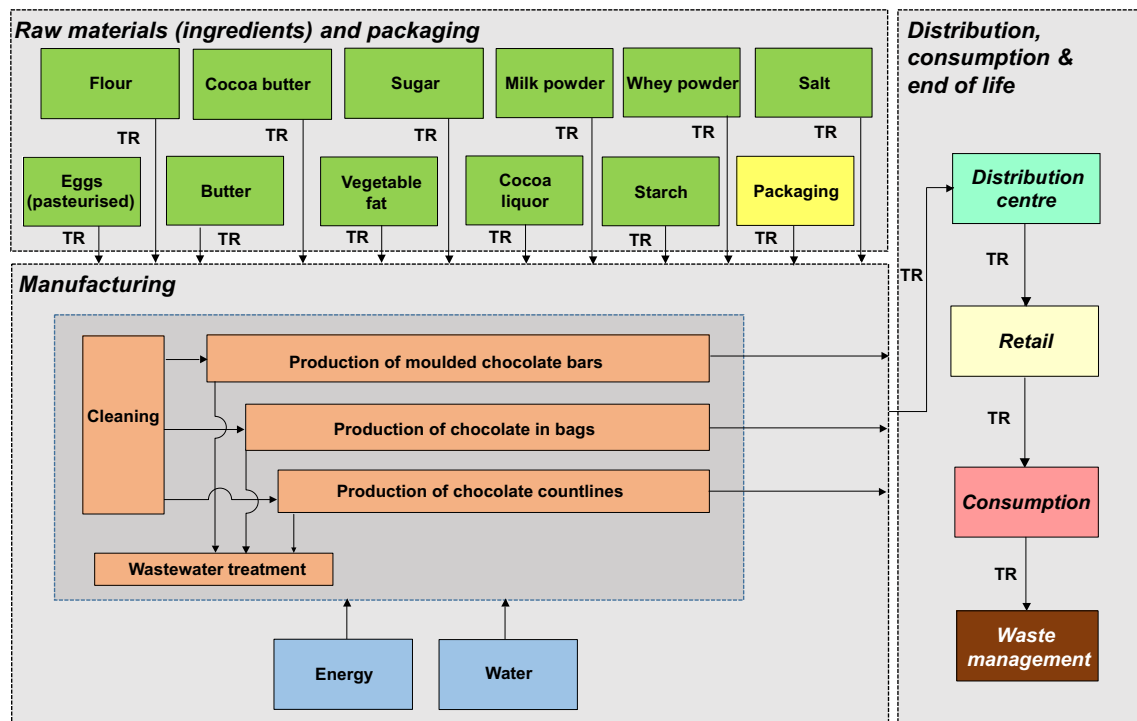 Raw materials (ingredients) and packaging
Flour
Cocoa butter
Sugar
Milk powder
Whey powder
Salt
TR
TR
TR
TR
TR
TR
Eggs
(pasteurised)
Butter
Vegetable
fat
Cocoa
liquor
Starch
Packaging
TR
TR
TR
TR
TR
TR
Manufacturing
Cleaning
Production of moulded chocolate bars
Production of chocolate in bags
Production of chocolate countlines
Wastewater treatment
Energy
Water
Distribution,
consumption &
end of life
TR
Distribution
centre
TR
Retail
TR
Consumption
TR
Waste
management